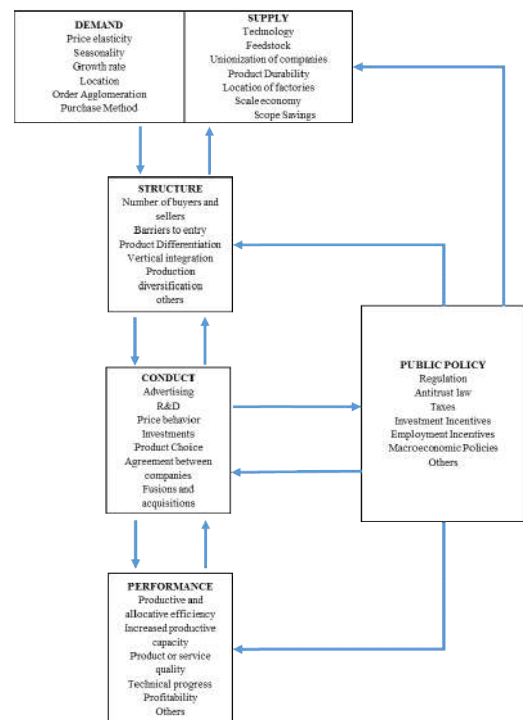 DEMAND
Price elasticity
Seasonality
Growth rate
Location
Order Agglomeration
Purchase Method
SUPPLY
Technology
Feedstock
Unionization of companies
Product Durability
Location of factories
Scale economy
Scope Savings
STRUCTURE
Number of buyers and
sellers
Barriers to entry
Product Differentiation
Vertical integration
Production
diversification
others
CONDUCT
Advertising
R&D
Price behavior
Investments
Product Choice
Agreement between
companies
Fusions and
acquisitions
PUBLIC POLICY
Regulation
Antitrust law
Taxes
Investment Incentives
Employment Incentives
Macroeconomic Policies
Others
PERFORMANCE
Productive and
allocative efficiency
Increased productive
capacity
Product or service
quality
Technical progress
Profitability
Others